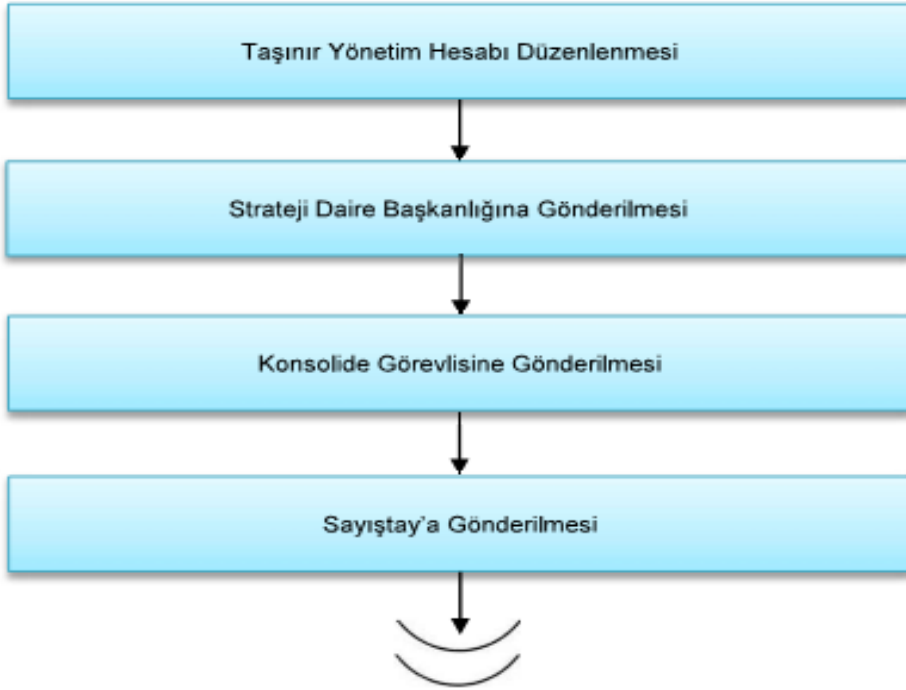 Taşınır Yönetim Hesabı Düzenlenmesi
Strateji Daire Başkanlığına Gönderilmesi
Konsolide Görevlisine Gönderilmesi
Sayıştay'a Gönderilmesi